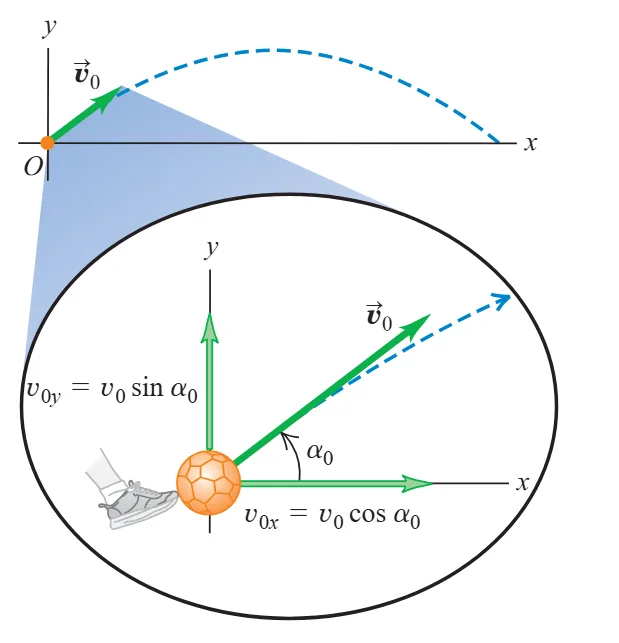 y
v⃗₀
x
O
y
v⃗₀
v₀y = v₀ sin α₀
α₀
x
v₀ₓ = v₀ cos α₀